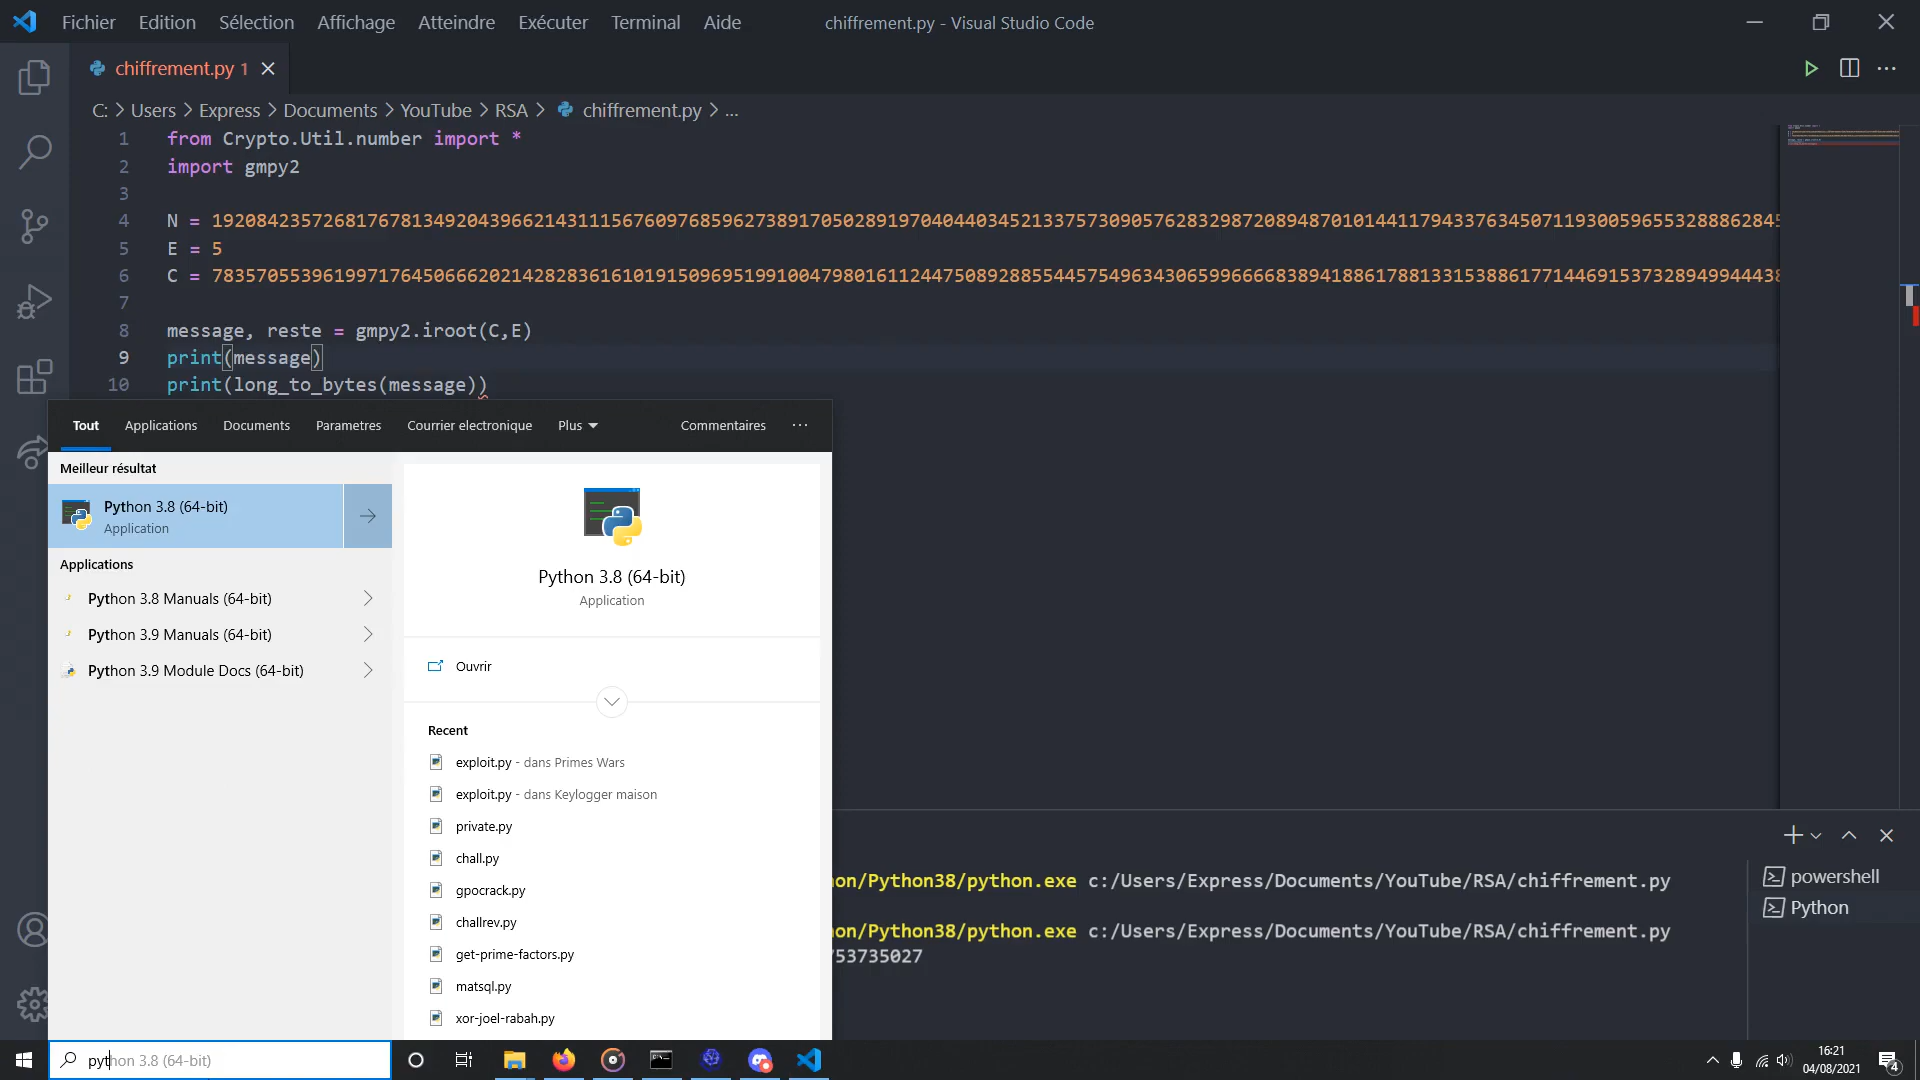 Fichier Edition Sélection Affichage Atteindre Exécuter Terminal Aide chiffrement.py - Visual Studio Code
chiffrement.py 1
C: > Users > Express > Documents > YouTube > RSA > chiffrement.py > ...
1 from Crypto.Util.number import *
2 import gmpy2
3
4 N = 
5 E = 5
6 C = 
7
8 message, reste = gmpy2.iroot(C,E)
9 print(message)
10 print(long_to_bytes(message))
Tout Applications Documents Parametres Courrier electronique Plus Commentaires ...
Meilleur résultat
Python 3.8 (64-bit)
Application
Applications
Python 3.8 Manuals (64-bit)
Python 3.9 Manuals (64-bit)
Python 3.9 Module Docs (64-bit)
Python 3.8 (64-bit)
Application
Ouvrir
Recent
exploit.py - dans Primes Wars
exploit.py - dans Keylogger maison
private.py
chall.py
gpocrack.py
challrev.py
get-prime-factors.py
matsql.py
xor-joel-rabah.py
on/Python38/python.exe c:/Users/Express/Documents/YouTube/RSA/chiffrement.py
on/Python38/python.exe c:/Users/Express/Documents/YouTube/RSA/chiffrement.py
53735027
powershell
Python
python 3.8 (64-bit)
16:21
04/08/2021
4